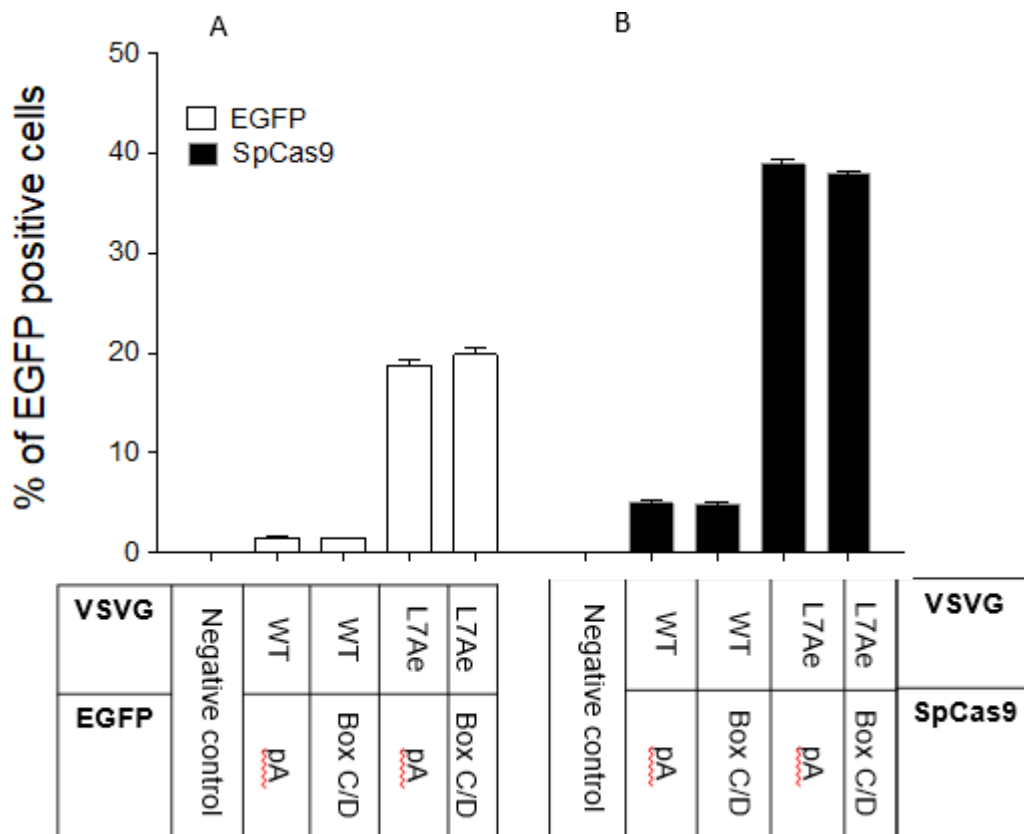 A
B
% of EGFP positive cells
50
40
30
20
10
0
EGFP
SpCas9
VSVG
EGFP
Negative control
WT
WT
L7Ae
L7Ae
pA
Box C/D
pA
Box C/D
Negative control
WT
WT
L7Ae
L7Ae
pA
Box C/D
pA
Box C/D
VSVG
SpCas9